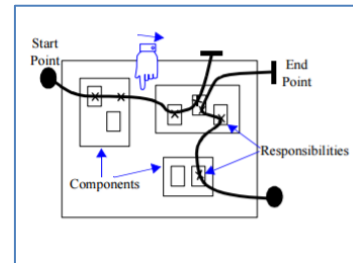 Start
Point
End
Point
Responsibilities
Components